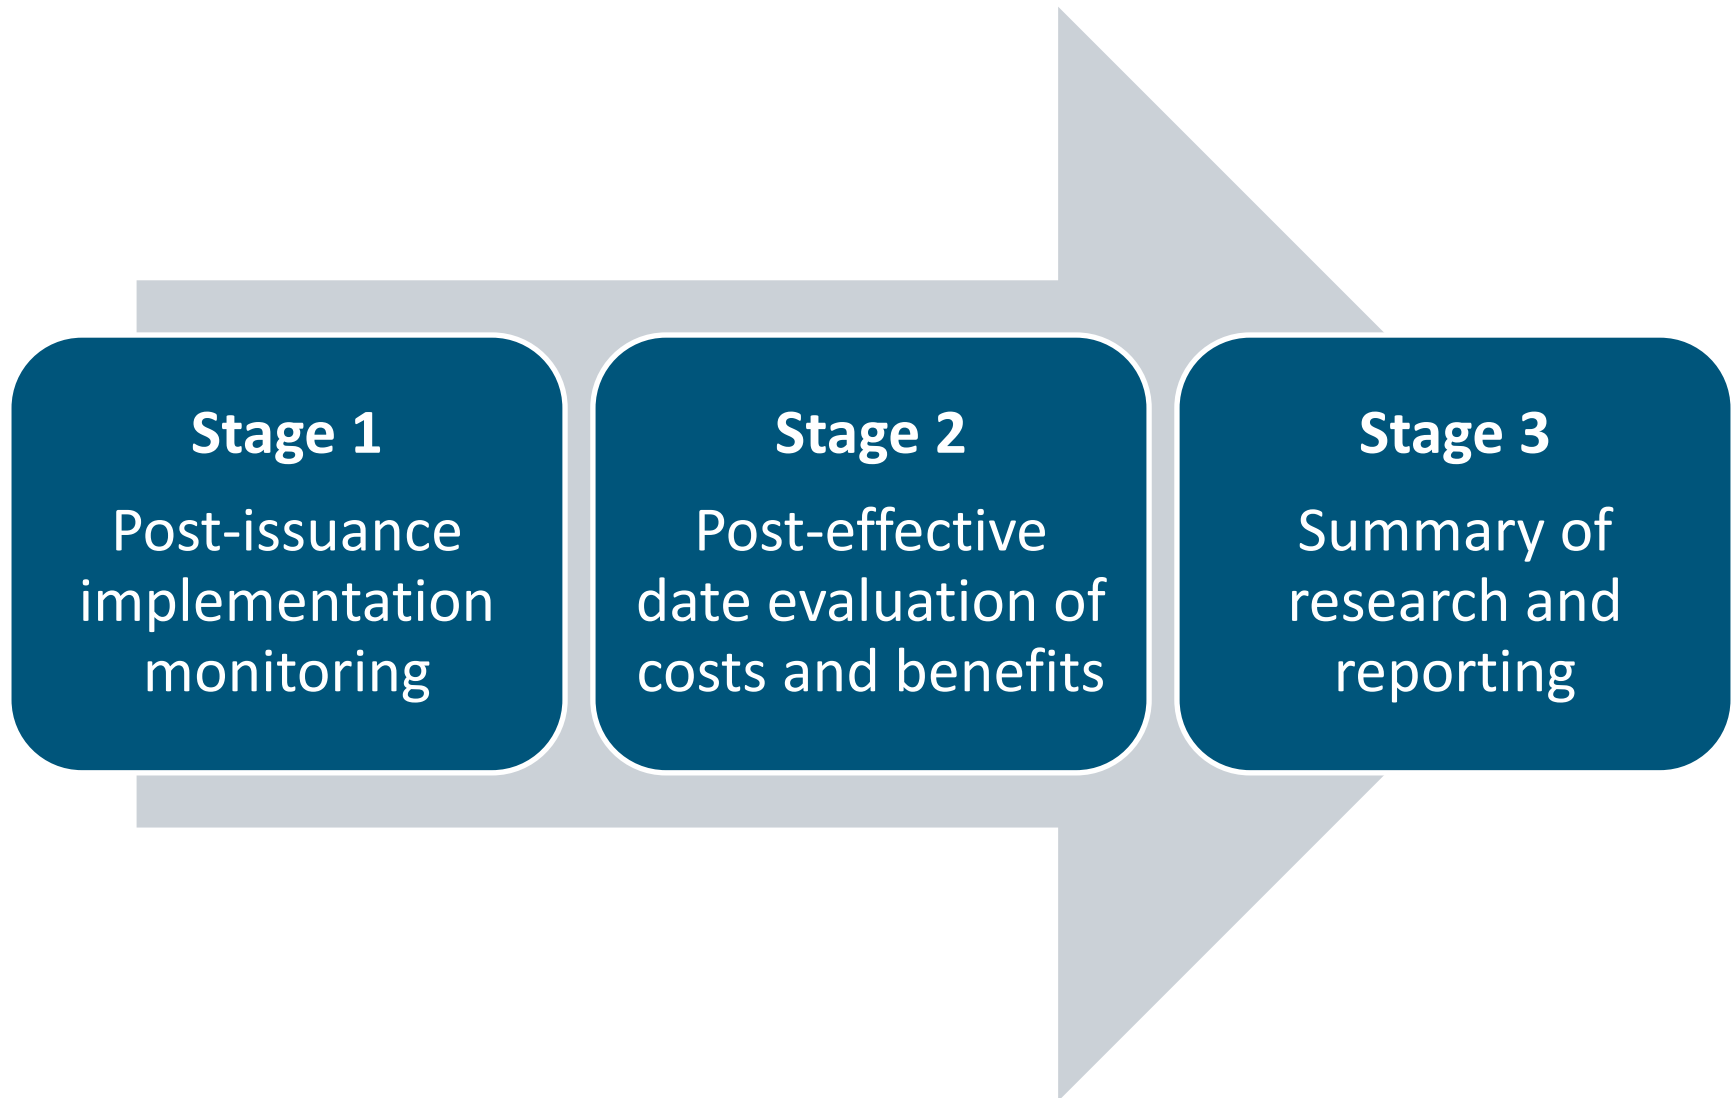 Stage 1
Post-issuance
implementation
monitoring
Stage 2
Post-effective
date evaluation of
costs and benefits
Stage 3
Summary of
research and
reporting